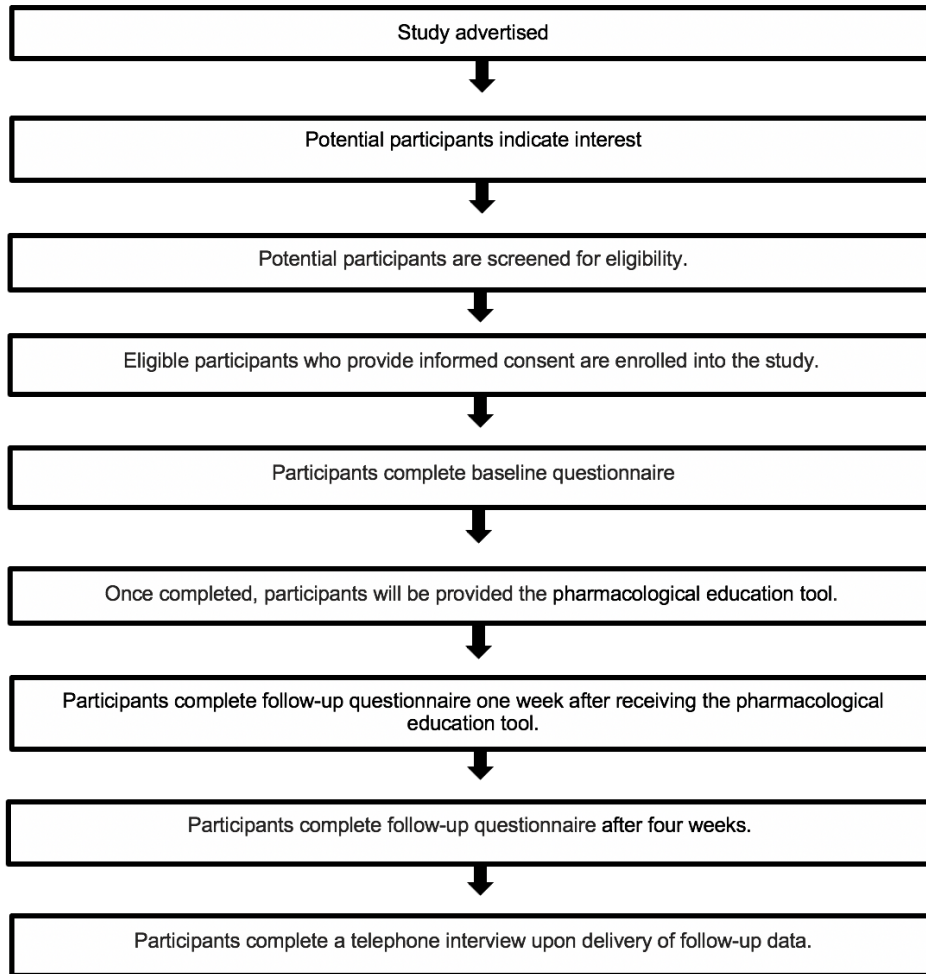 Study advertised
Potential participants indicate interest
Potential participants are screened for eligibility.
Eligible participants who provide informed consent are enrolled into the study.
Participants complete baseline questionnaire
Once completed, participants will be provided the pharmacological education tool.
Participants complete follow-up questionnaire one week after receiving the pharmacological
education tool.
Participants complete follow-up questionnaire after four weeks.
Participants complete a telephone interview upon delivery of follow-up data.